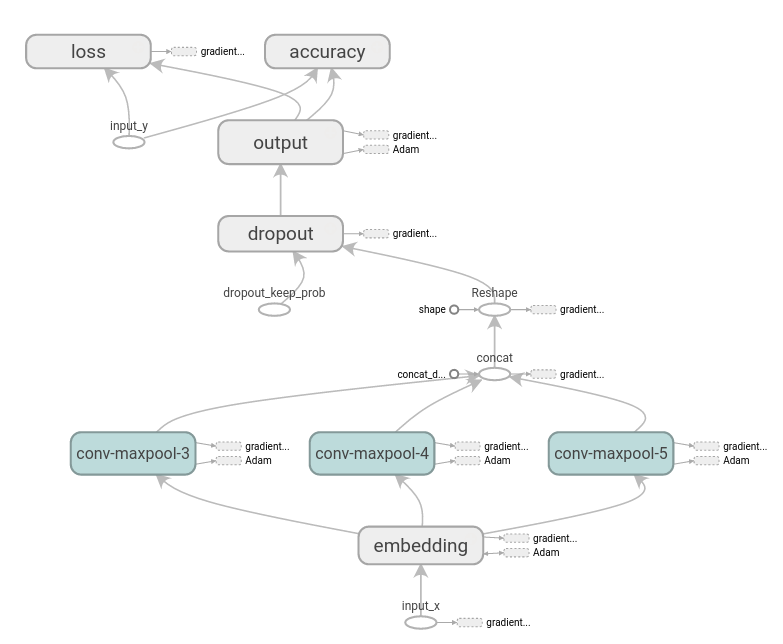 loss
gradient...
accuracy
input_y
output
gradient...
Adam
dropout
gradient...
dropout_keep_prob
Reshape
shape
gradient...
concat
concat_d...
gradient...
conv-maxpool-3
gradient...
Adam
conv-maxpool-4
gradient...
Adam
conv-maxpool-5
gradient...
Adam
embedding
gradient...
Adam
input_x
gradient...